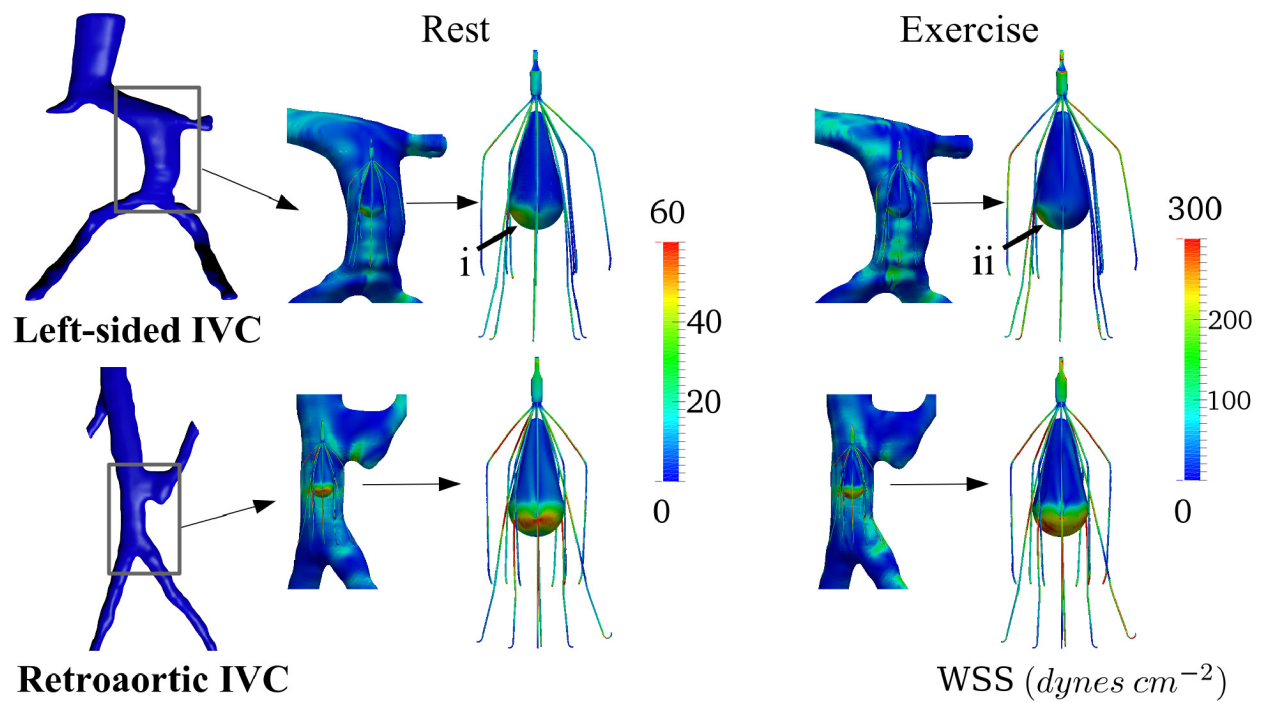 Rest
Exercise
i
60
40
20
0
ii
300
200
100
0
Left-sided IVC
Retroaortic IVC
WSS (dynes cm⁻²)